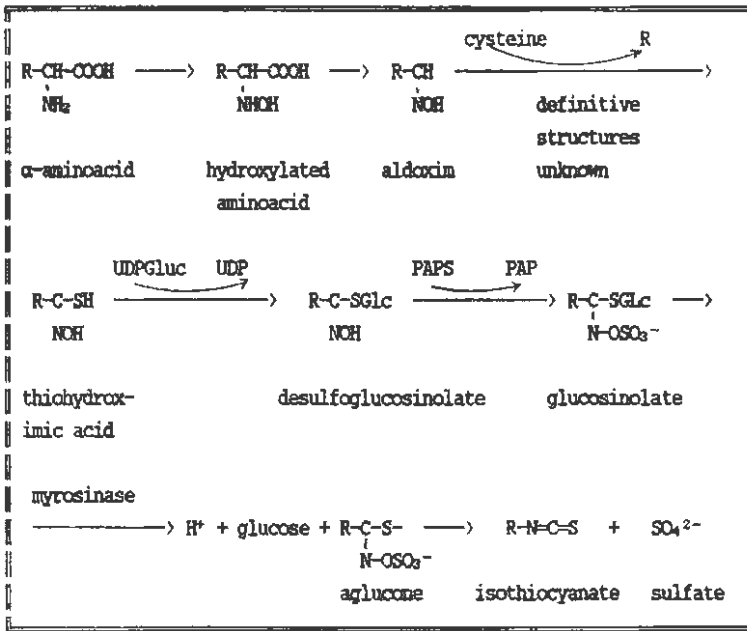 cysteine R
R-CH-COOH ⟶ R-CH-COOH ⟶ R-CH ⟶
NH₂ NHOH NOH definitive
structures
α-aminoacid hydroxylated aldoxim unknown
aminoacid
UDPGluc UDP PAPS PAP
R-C-SH ⟶ R-C-SGlc ⟶ R-C-SGLc ⟶
NOH NOH N-OSO₃⁻
thiohydrox- desulfoglucosinolate glucosinolate
imic acid
myrosinase
⟶ H⁺ + glucose + R-C-S- ⟶ R-N=C=S + SO₄²⁻
N-OSO₃⁻
aglucone isothiocyanate sulfate